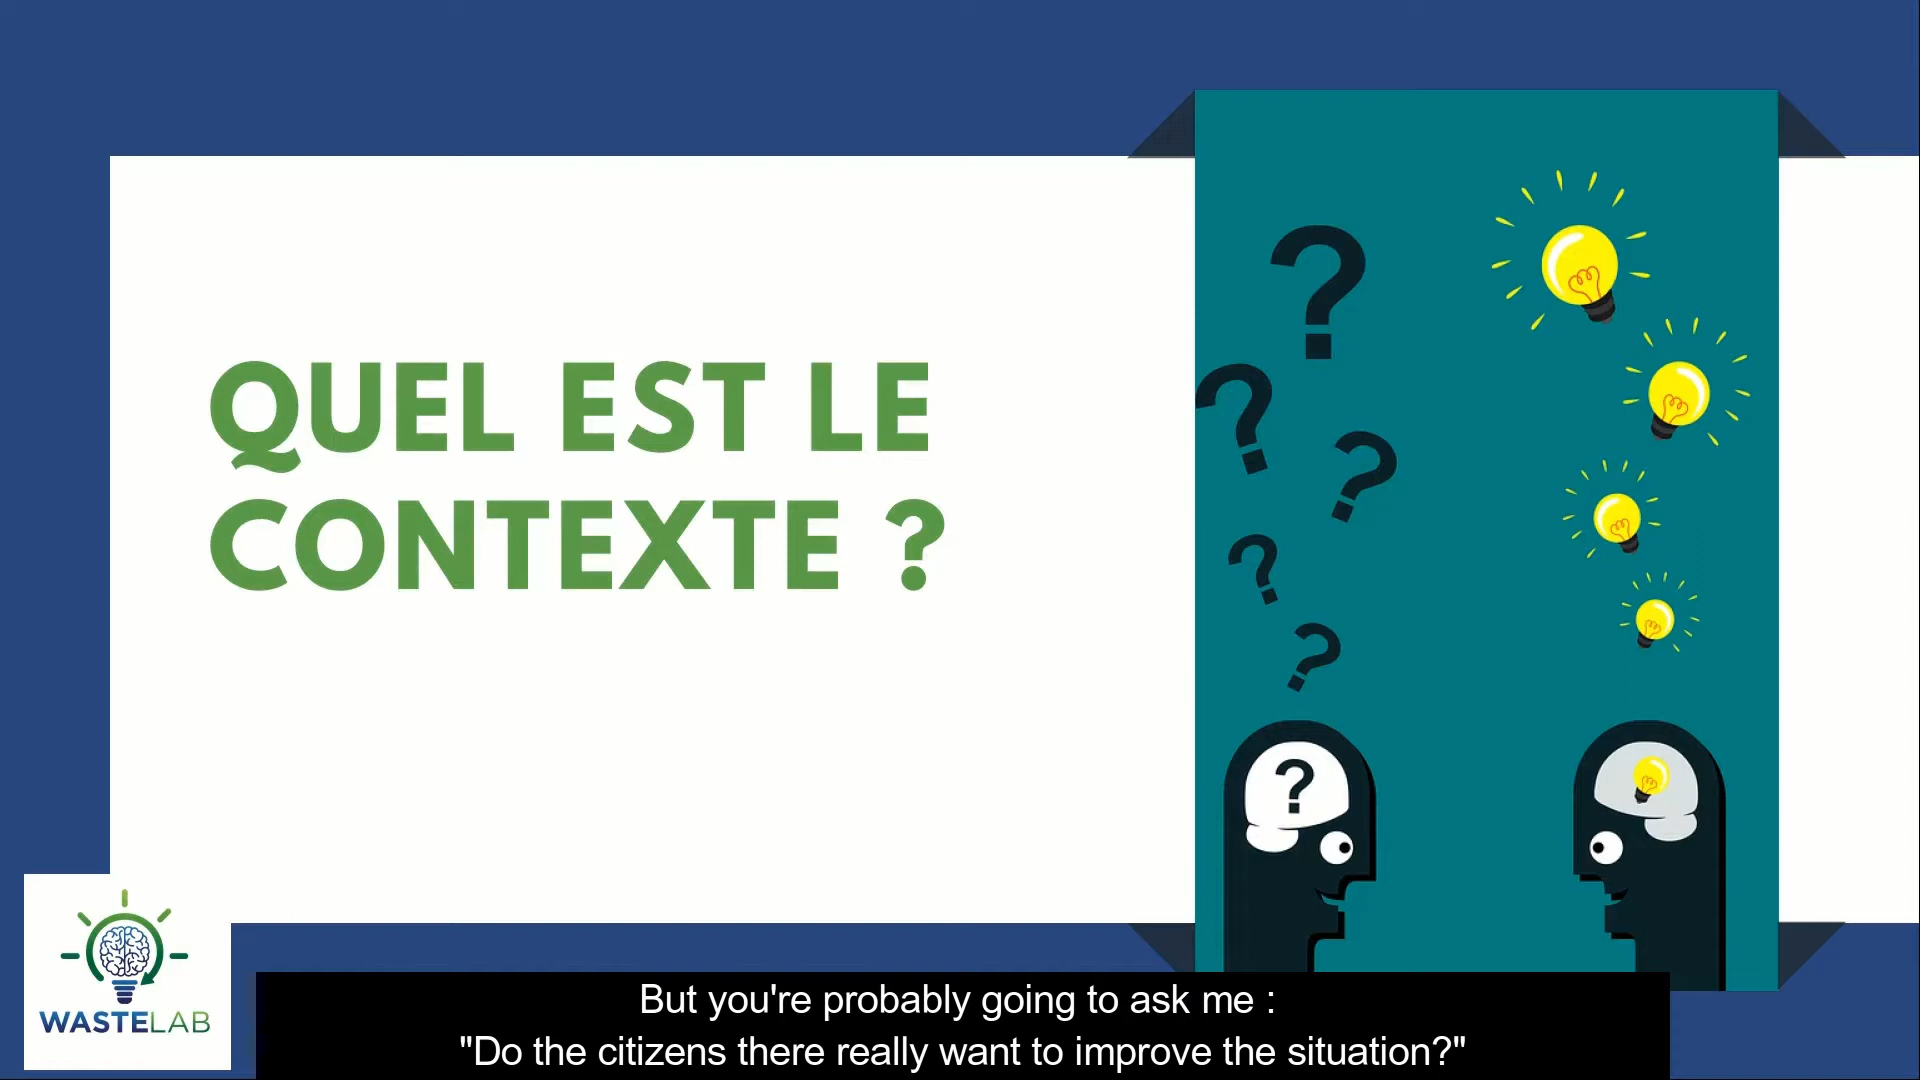 QUEL EST LE
CONTEXTE ?
?
?
?
?
?
?
WASTELAB
But you're probably going to ask me :
"Do the citizens there really want to improve the situation?"